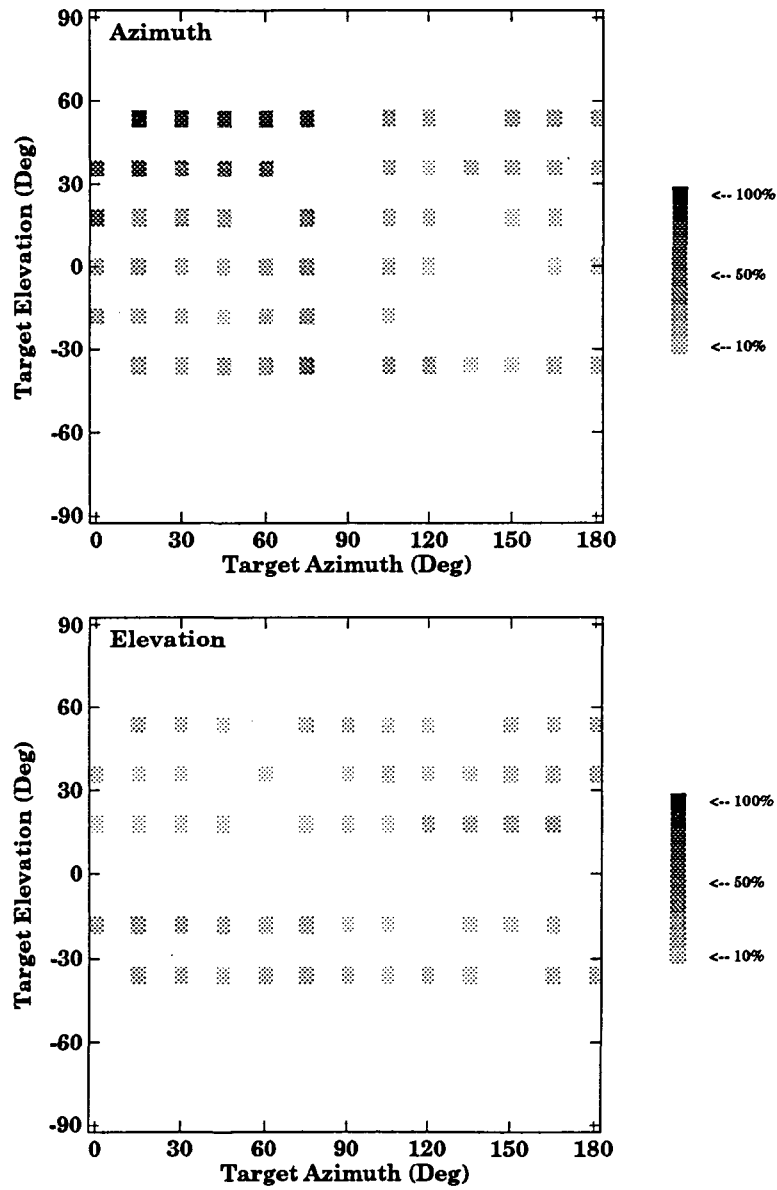 Azimuth
90
60
30
0
-30
-60
-90
Target Elevation (Deg)
0 30 60 90 120 150 180
Target Azimuth (Deg)
<-- 100%
<-- 50%
<-- 10%
Elevation
90
60
30
0
-30
-60
-90
Target Elevation (Deg)
0 30 60 90 120 150 180
Target Azimuth (Deg)
<-- 100%
<-- 50%
<-- 10%